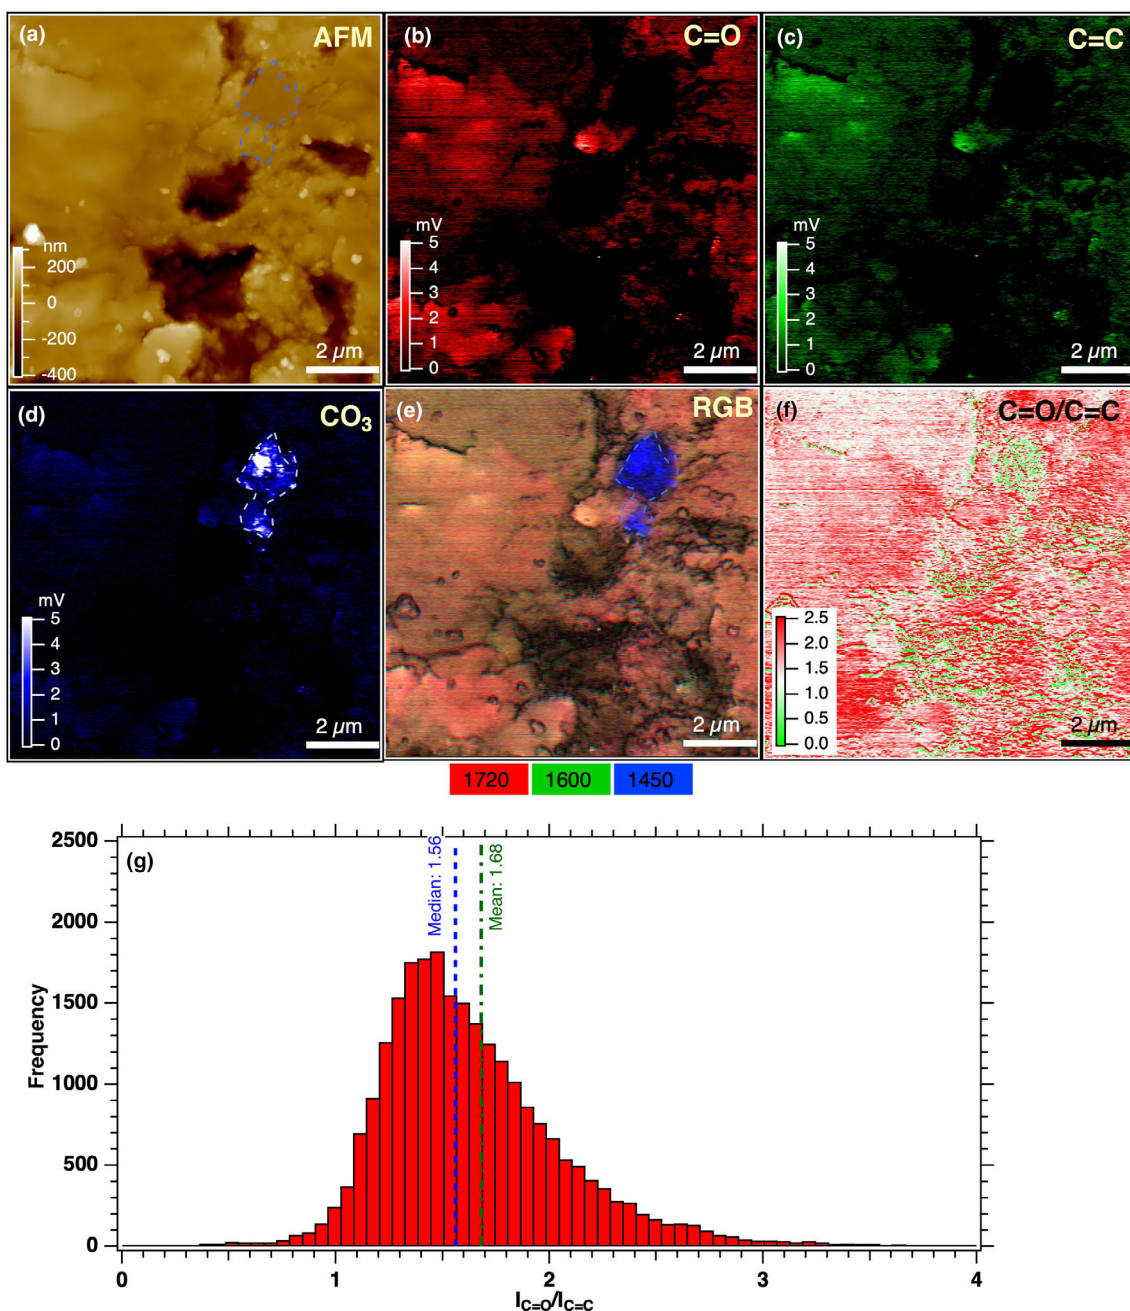 (a) AFM
nm
200
0
-200
-400
2 μm
(b) C=O
mV
5
4
3
2
1
0
2 μm
(c) C=C
mV
5
4
3
2
1
0
2 μm
(d) CO₃
mV
5
4
3
2
1
0
2 μm
(e) RGB
2 μm
(f) C=O/C=C
2.5
2.0
1.5
1.0
0.5
0.0
2 μm
1720 1600 1450
(g)
Median: 1.56
Mean: 1.68
Frequency
2500
2000
1500
1000
500
0
0 1 2 3 4
I_C=O/I_C=C